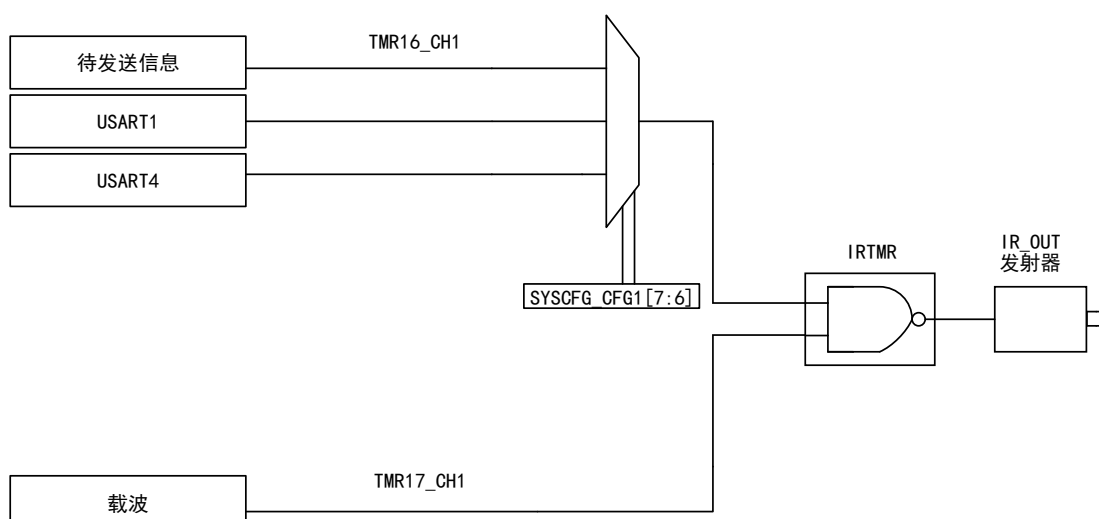 TMR16_CH1
待发送信息
USART1
USART4
IRTMR
IR_OUT
发射器
SYSCFG_CFG1[7:6]
TMR17_CH1
载波